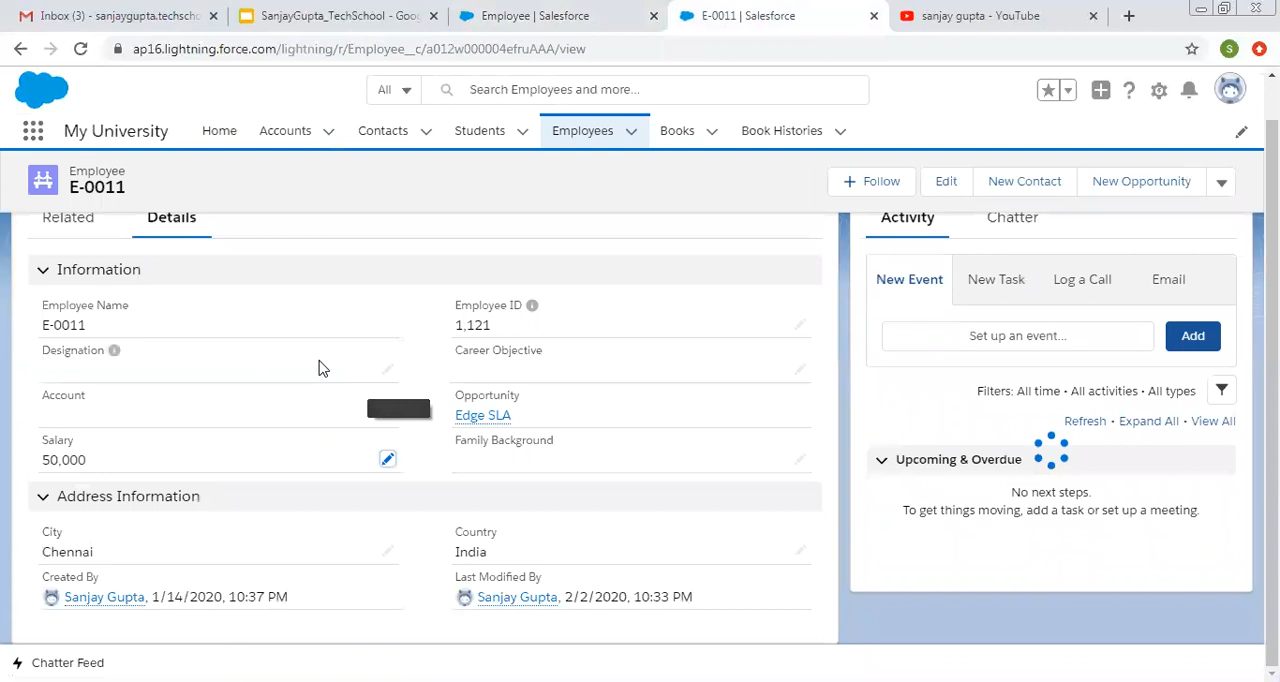 Inbox (3) - sanjaygupta.techscho
SanjayGupta_TechSchool - Goog
Employee | Salesforce
E-0011 | Salesforce
sanjay gupta - YouTube
ap16.lightning.force.com/lightning/r/Employee__c/a012w000004efruAAA/view
S
All
Search Employees and more...
My University
Home
Accounts
Contacts
Students
Employees
Books
Book Histories
Employee
E-0011
Follow
Edit
New Contact
New Opportunity
Related
Details
Activity
Chatter
Information
Employee Name
E-0011
Employee ID
1,121
Designation
Career Objective
Account
Opportunity
Edge SLA
Salary
50,000
Family Background
Address Information
City
Chennai
Country
India
Created By
Sanjay Gupta, 1/14/2020, 10:37 PM
Last Modified By
Sanjay Gupta, 2/2/2020, 10:33 PM
New Event
New Task
Log a Call
Email
Set up an event...
Add
Filters: All time • All activities • All types
Refresh • Expand All • View All
Upcoming & Overdue
No next steps.
To get things moving, add a task or set up a meeting.
Chatter Feed